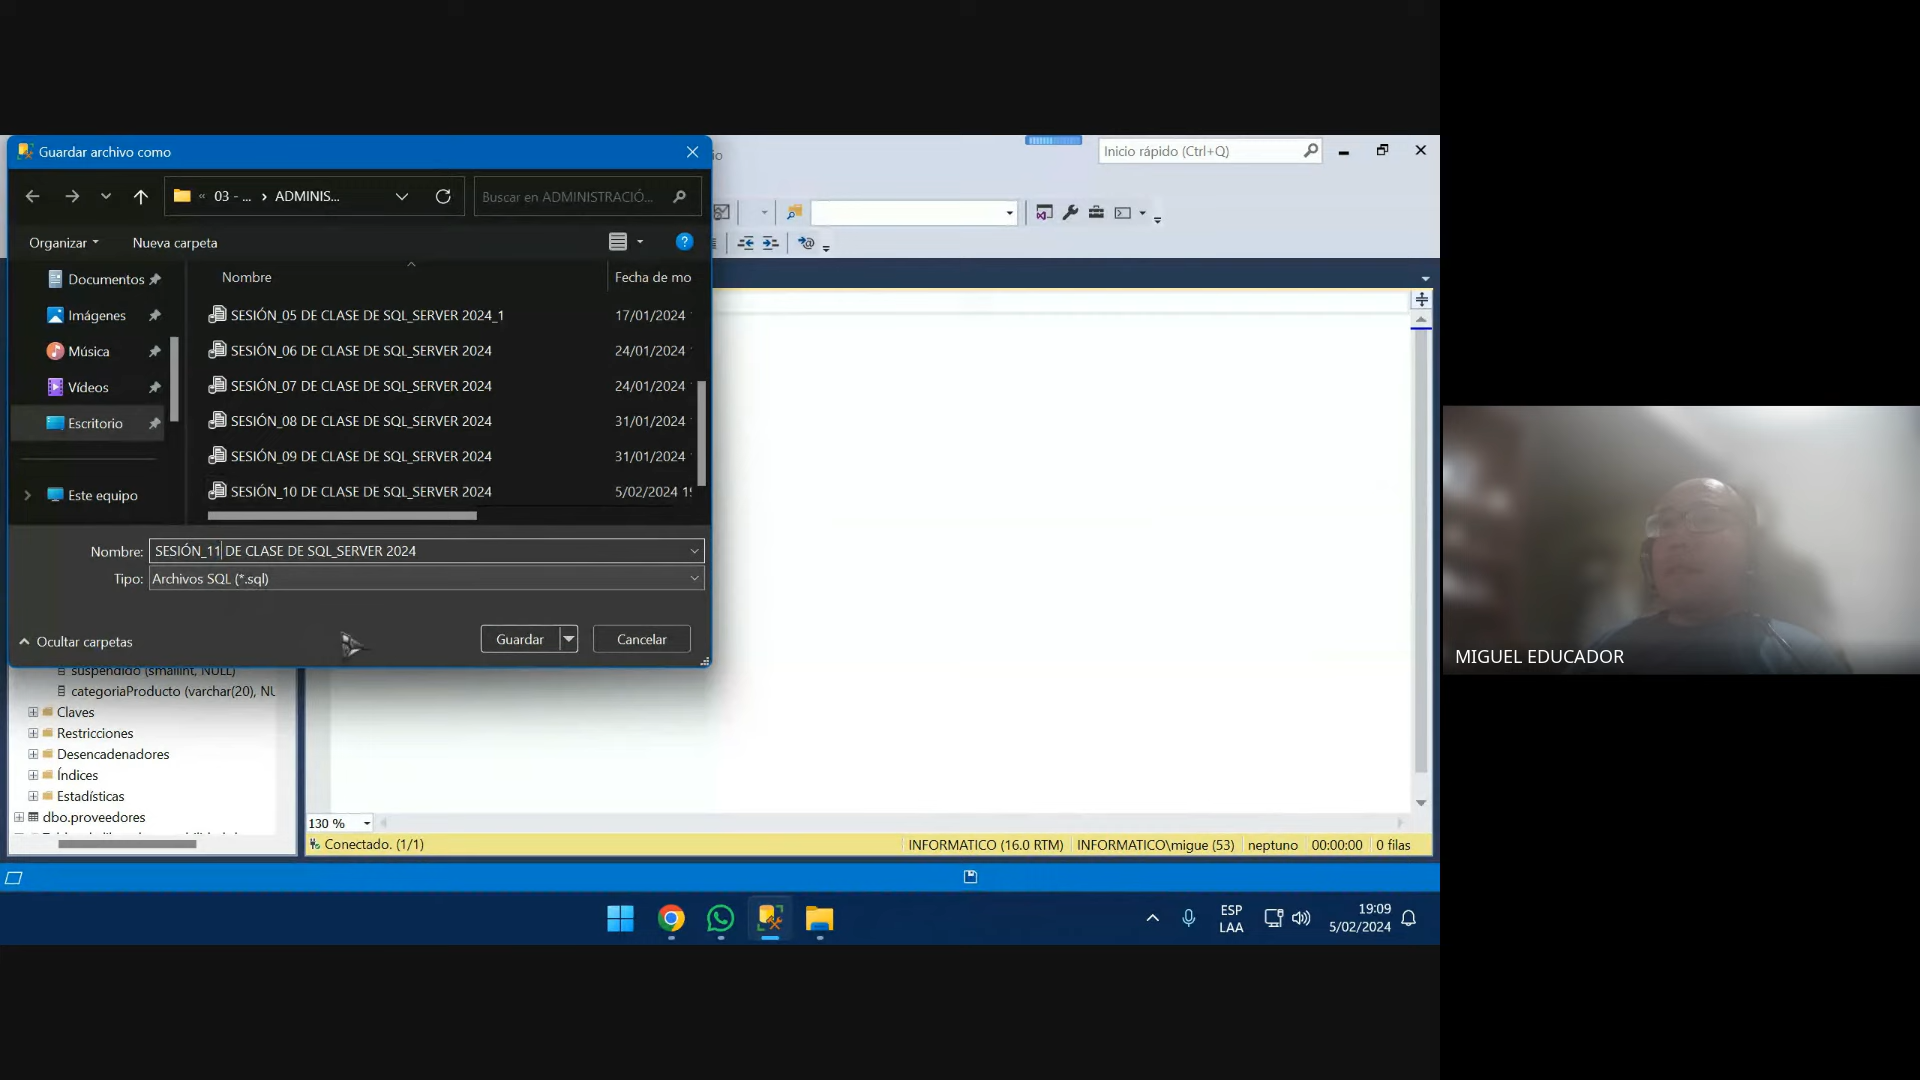 Guardar archivo como
io
Inicio rápido (Ctrl+Q)
« 03 - ... > ADMINIS...
Buscar en ADMINISTRACIÓ...
Organizar
Nueva carpeta
Nombre
Fecha de mo
Documentos
Imágenes
Música
Vídeos
Escritorio
Este equipo
SESIÓN_05 DE CLASE DE SQL_SERVER 2024_1 17/01/2024
SESIÓN_06 DE CLASE DE SQL_SERVER 2024 24/01/2024
SESIÓN_07 DE CLASE DE SQL_SERVER 2024 24/01/2024
SESIÓN_08 DE CLASE DE SQL_SERVER 2024 31/01/2024
SESIÓN_09 DE CLASE DE SQL_SERVER 2024 31/01/2024
SESIÓN_10 DE CLASE DE SQL_SERVER 2024 5/02/2024
Nombre: SESIÓN_11 DE CLASE DE SQL_SERVER 2024
Tipo: Archivos SQL (*.sql)
Ocultar carpetas
Guardar
Cancelar
suspendido (smallint, NULL)
categoriaProducto (varchar(20), NU
Claves
Restricciones
Desencadenadores
Índices
Estadísticas
dbo.proveedores
130 %
Conectado. (1/1)
INFORMATICO (16.0 RTM)
INFORMATICO\migue (53)
neptuno
00:00:00
0 filas
ESP
LAA
19:09
5/02/2024
MIGUEL EDUCADOR